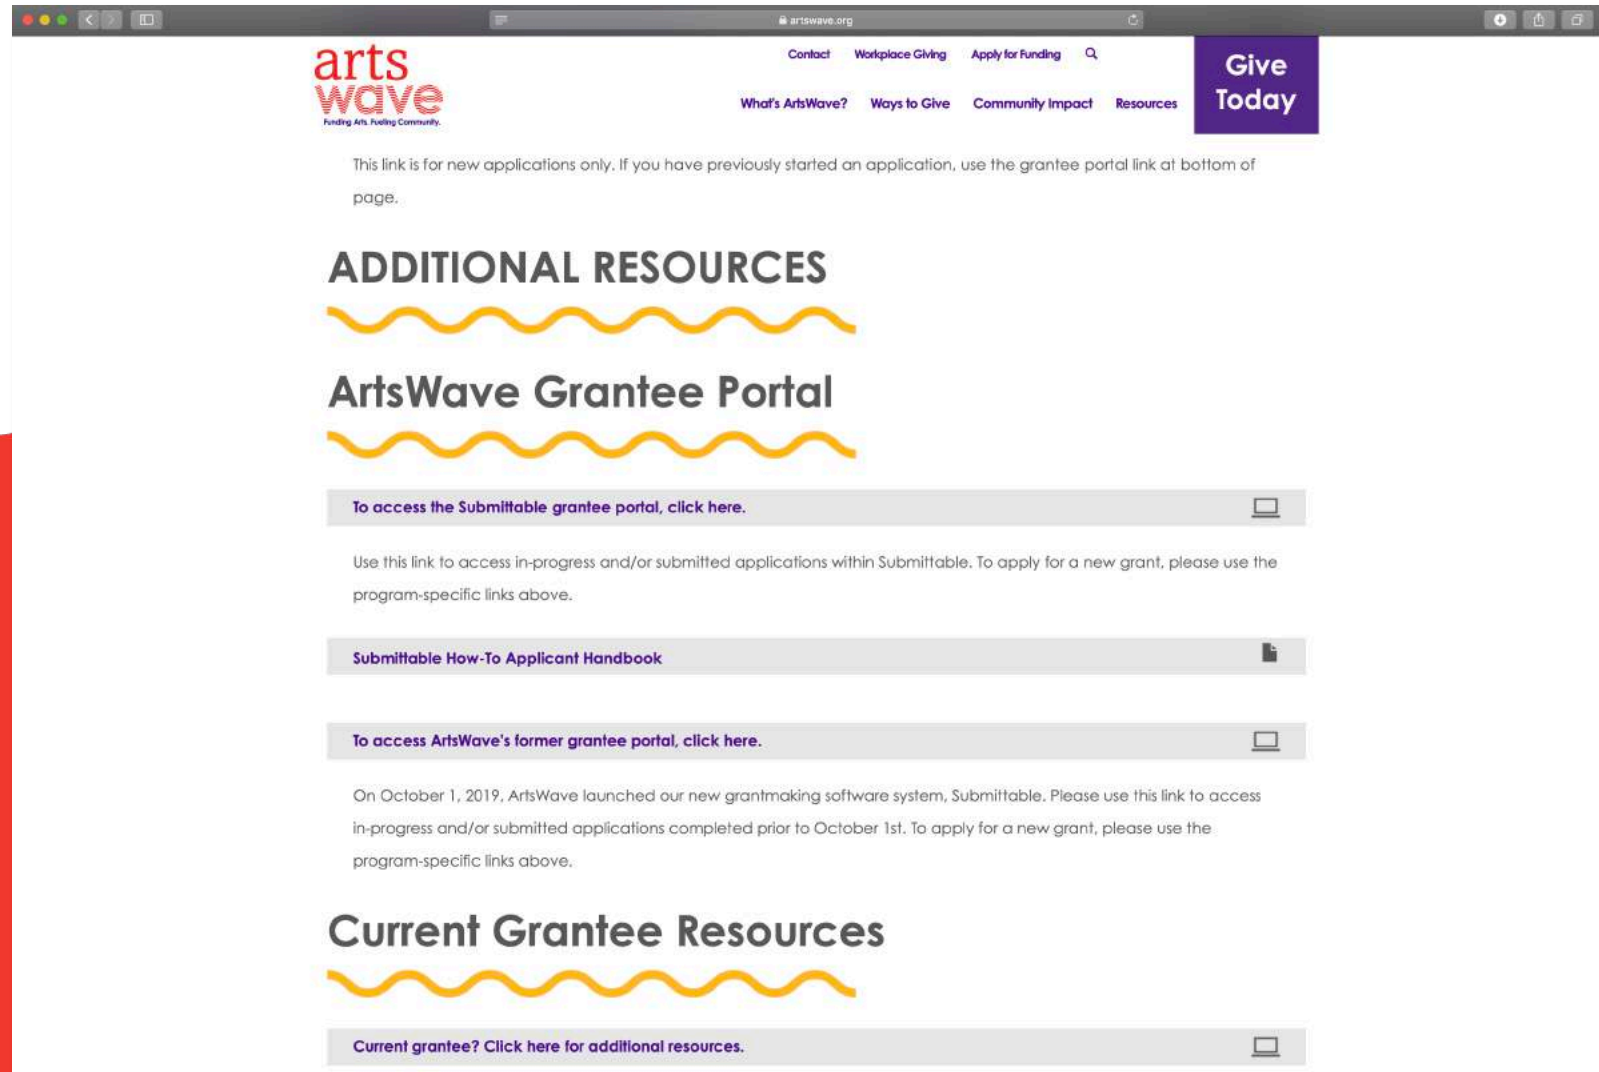 artswave.org
arts
wave
Funding Arts. Fueling Community.
Contact Workplace Giving Apply for Funding
What's ArtsWave? Ways to Give Community Impact Resources
Give
Today
This link is for new applications only. If you have previously started an application, use the grantee portal link at bottom of
page.
ADDITIONAL RESOURCES
ArtsWave Grantee Portal
To access the Submittable grantee portal, click here.
Use this link to access in-progress and/or submitted applications within Submittable. To apply for a new grant, please use the
program-specific links above.
Submittable How-To Applicant Handbook
To access ArtsWave's former grantee portal, click here.
On October 1, 2019, ArtsWave launched our new grantmaking software system, Submittable. Please use this link to access
in-progress and/or submitted applications completed prior to October 1st. To apply for a new grant, please use the
program-specific links above.
Current Grantee Resources
Current grantee? Click here for additional resources.